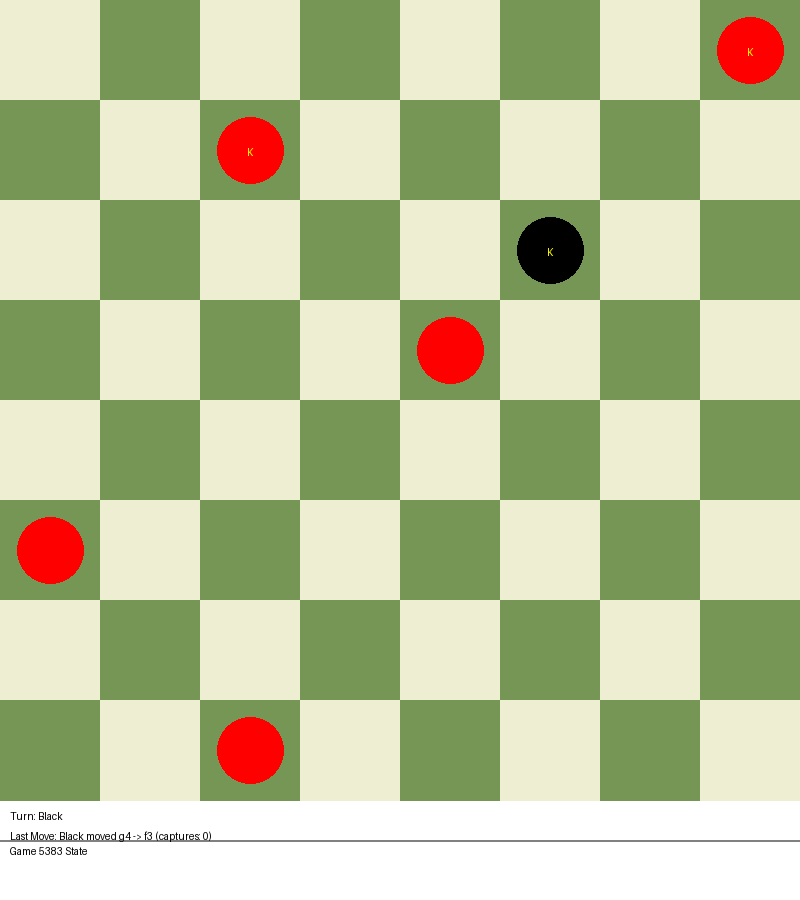 K
K
K
Turn: Black
Last Move: Black moved g4 -> f3 (captures: 0)
Game 5383 State